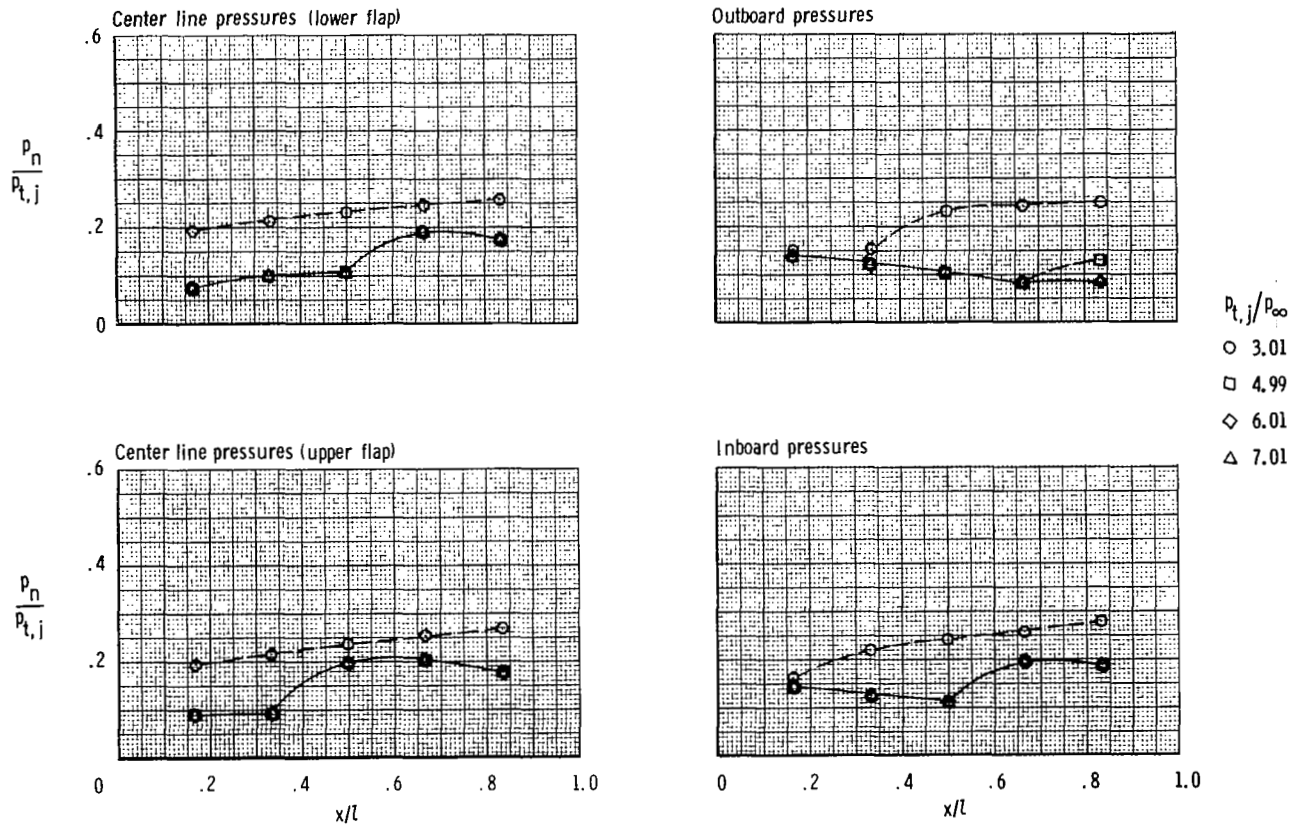 Center line pressures (lower flap)
.6
.4
.2
0
p_n
p_t,j
Outboard pressures
p_t,j/p_∞
3.01
4.99
6.01
7.01
Center line pressures (upper flap)
.6
.4
.2
0
p_n
p_t,j
0 .2 .4 .6 .8 1.0
x/l
Inboard pressures
0 .2 .4 .6 .8 1.0
x/l